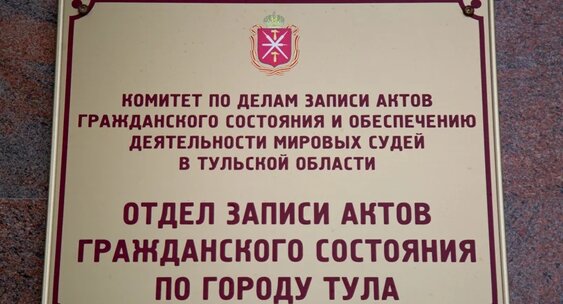 КОМИТЕТ ПО ДЕЛАМ ЗАПИСИ АКТОВ
ГРАЖДАНСКОГО СОСТОЯНИЯ И ОБЕСПЕЧЕНИЮ
ДЕЯТЕЛЬНОСТИ МИРОВЫХ СУДЕЙ
В ТУЛЬСКОЙ ОБЛАСТИ
ОТДЕЛ ЗАПИСИ АКТОВ
ГРАЖДАНСКОГО СОСТОЯНИЯ
ПО ГОРОДУ ТУЛА